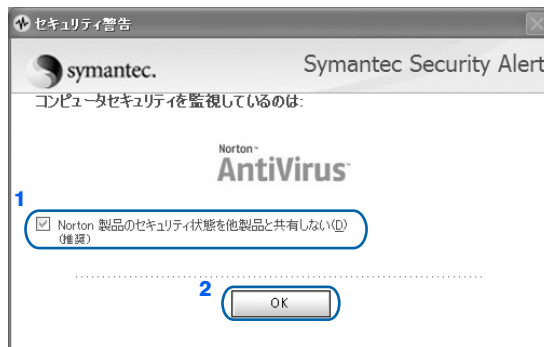 セキュリティ警告
symantec.
Symantec Security Alert
コンピュータセキュリティを監視しているのは:
Norton™
AntiVirus™
1
Norton 製品のセキュリティ状態を他製品と共有しない(D)
(推奨)
2
OK